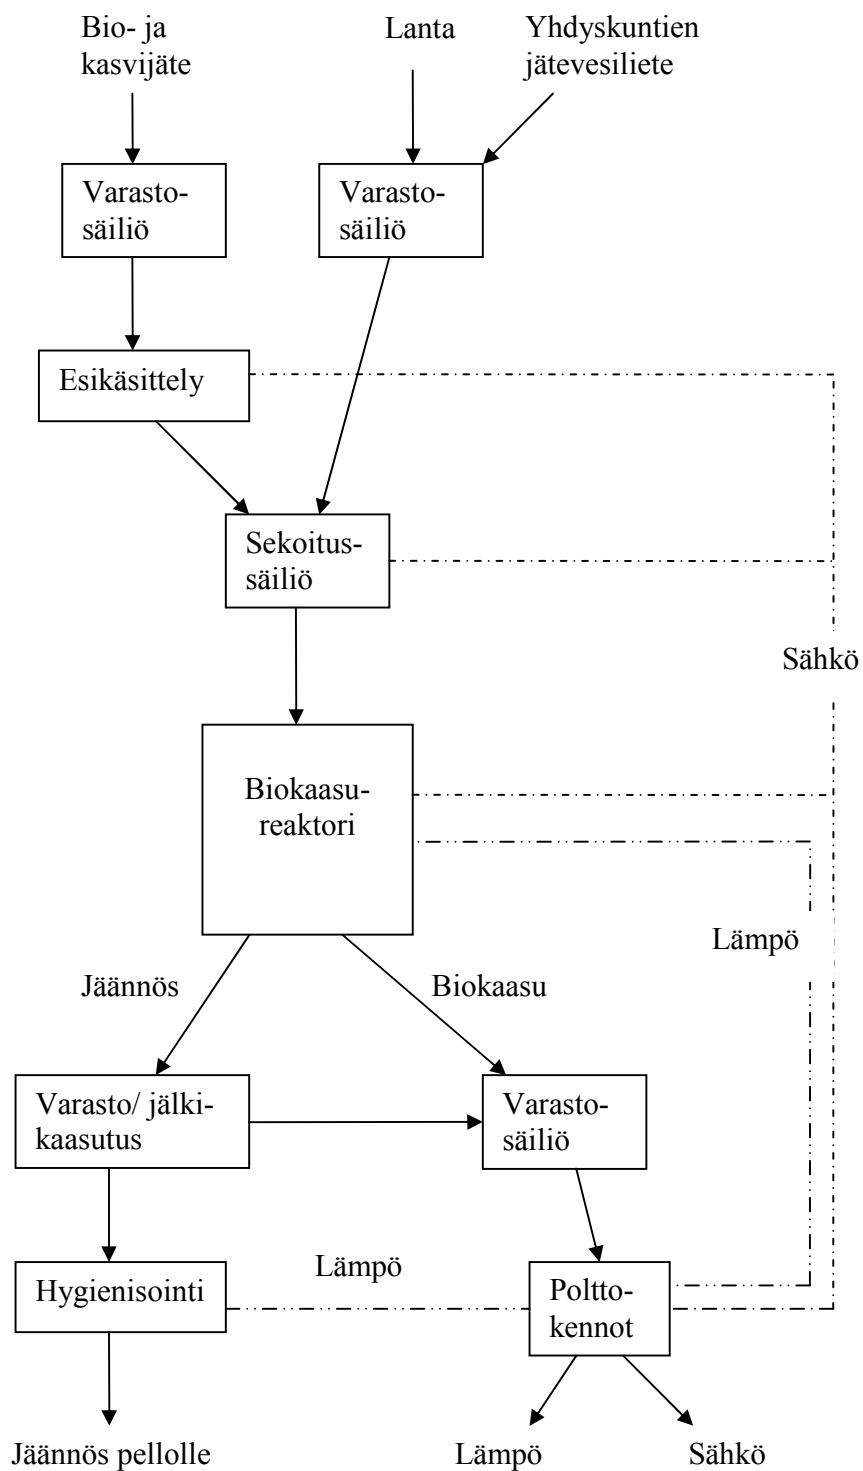 Bio- ja
kasvijäte
Lanta
Yhdyskuntien
jätevesiliete
Varasto-
säiliö
Varasto-
säiliö
Esikäsittely
Sekoitus-
säiliö
Sähkö
Biokaasu-
reaktori
Lämpö
Jäännös
Biokaasu
Varasto/ jälki-
kaasutus
Varasto-
säiliö
Lämpö
Hygienisointi
Poltto-
kennot
Jäännös pellolle
Lämpö
Sähkö